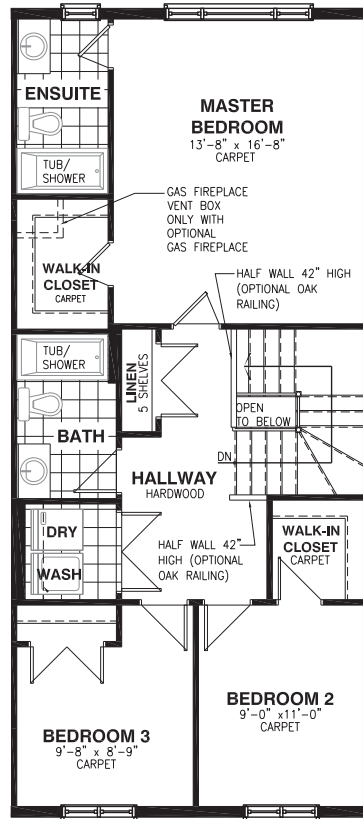 ENSUITE
MASTER
BEDROOM
13'-8" x 16'-8"
CARPET
TUB/
SHOWER
GAS FIREPLACE
VENT BOX
ONLY WITH
OPTIONAL
GAS FIREPLACE
WALK-IN
CLOSET
CARPET
HALF WALL 42" HIGH
(OPTIONAL OAK
RAILING)
TUB/
SHOWER
LINEN
5 SHELVES
OPEN
TO BELOW
BATH
DN
HALLWAY
HARDWOOD
DRY
WASH
HALF WALL 42"
HIGH (OPTIONAL
OAK RAILING)
WALK-IN
CLOSET
CARPET
BEDROOM 3
9'-8" x 8'-9"
CARPET
BEDROOM 2
9'-0" x11'-0"
CARPET